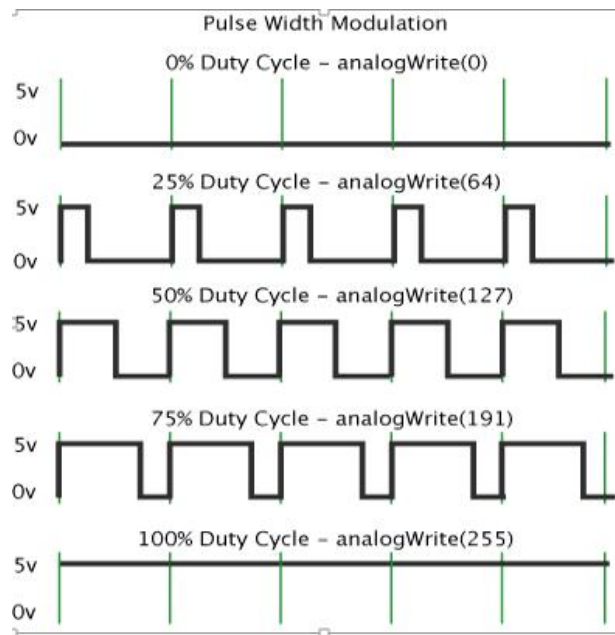 Pulse Width Modulation
0% Duty Cycle – analogWrite(0)
5v
0v
25% Duty Cycle – analogWrite(64)
5v
0v
50% Duty Cycle – analogWrite(127)
5v
0v
75% Duty Cycle – analogWrite(191)
5v
0v
100% Duty Cycle – analogWrite(255)
5v
0v